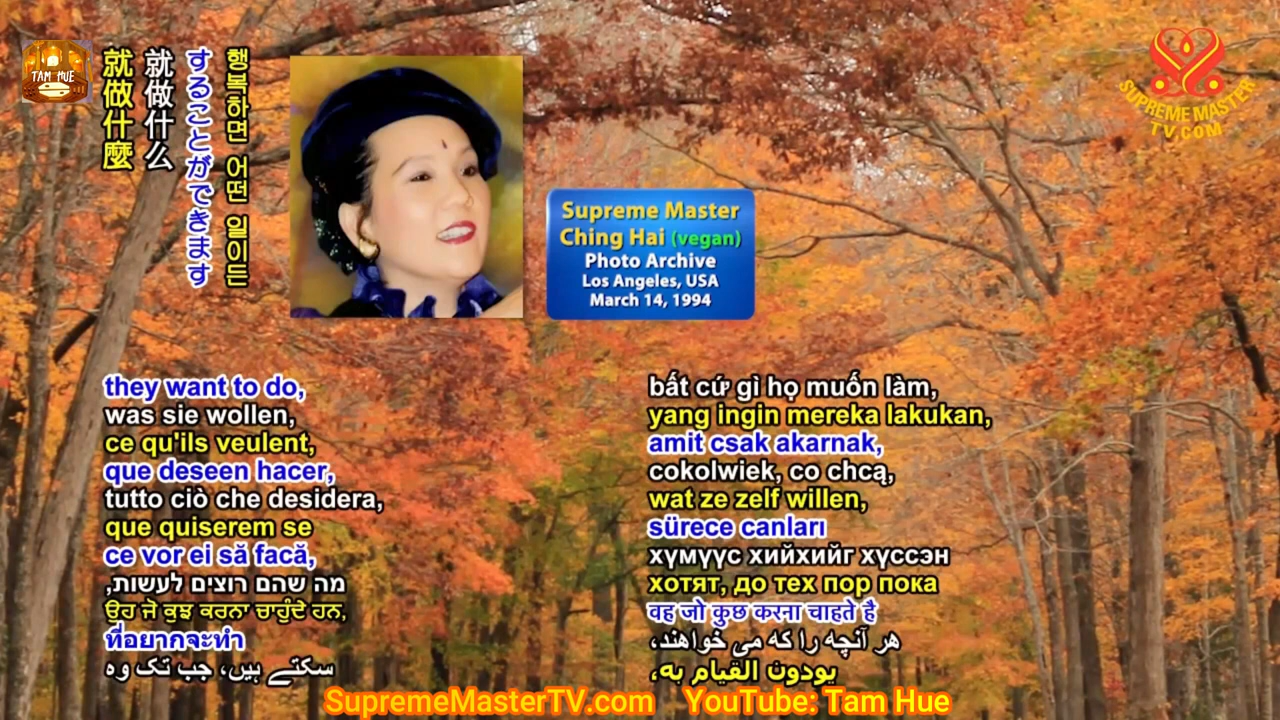 TAM HUE
就做什麼
就做什么
することができます
행복하면 어떤 일이든
Supreme Master
Ching Hai (vegan)
Photo Archive
Los Angeles, USA
March 14, 1994
SUPREME MASTER
TV.COM
they want to do,
was sie wollen,
ce qu'ils veulent,
que deseen hacer,
tutto ciò che desidera,
que quiserem se
ce vor ei să facă,
מה שהם רוצים לעשות,
ਉਹ ਜੋ ਕੁਝ ਕਰਨਾ ਚਾਹੁੰਦੇ ਹਨ,
ที่อยากจะทำ
سکتے ہیں، جب تک وہ
bất cứ gì họ muốn làm,
yang ingin mereka lakukan,
amit csak akarnak,
cokolwiek, co chcą,
wat ze zelf willen,
sürece canları
хүмүүс хийхийг хүссэн
хотят, до тех пор пока
वह जो कुछ करना चाहते है
هر آنچه را که می خواهند،
يودون القيام به،
SupremeMasterTV.com YouTube: Tam Hue